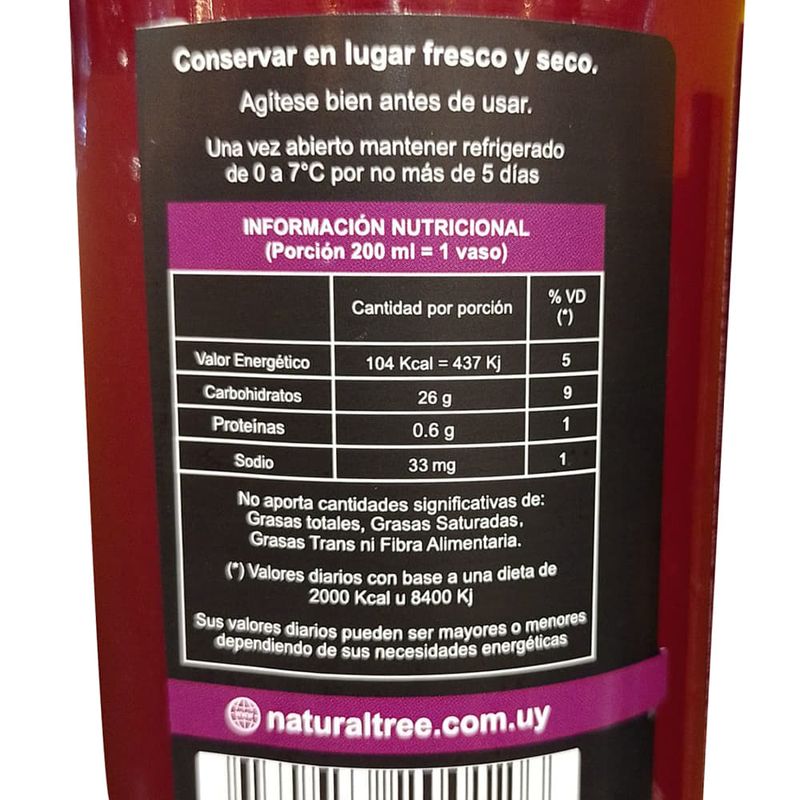 Conservar en lugar fresco y seco.
Agítese bien antes de usar.
Una vez abierto mantener refrigerado
de 0 a 7°C por no más de 5 días
INFORMACIÓN NUTRICIONAL
(Porción 200 ml = 1 vaso)
Cantidad por porción % VD (*)
Valor Energético 104 Kcal = 437 Kj 5
Carbohidratos 26 g 9
Proteínas 0.6 g 1
Sodio 33 mg 1
No aporta cantidades significativas de:
Grasas totales, Grasas Saturadas,
Grasas Trans ni Fibra Alimentaria.
(*) Valores diarios con base a una dieta de
2000 Kcal u 8400 Kj
Sus valores diarios pueden ser mayores o menores
dependiendo de sus necesidades energéticas
naturaltree.com.uy